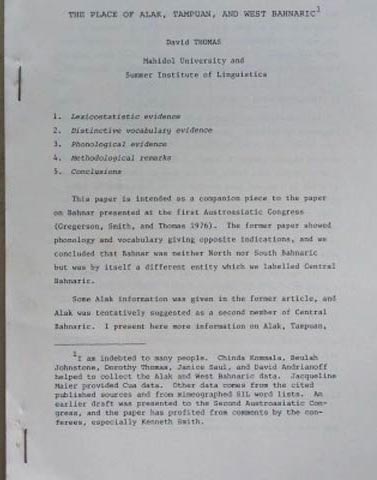 THE PLACE OF ALAK, TAMPUAN, AND WEST BAHNARIC1
David THOMAS
Mahidol University and
Summer Institute of Linguistics
1. Lexicostatistic evidence
2. Distinctive vocabulary evidence
3. Phonological evidence
4. Methodological remarks
5. Conclusions
This paper is intended as a companion piece to the paper
on Bahnar presented at the first Austroasiatic Congress
(Gregerson, Smith, and Thomas 1976). The former paper showed
phonology and vocabulary giving opposite indications, and we
concluded that Bahnar was neither North nor South Bahnaric
but was by itself a different entity which we labelled Central
Bahnaric.
Some Alak information was given in the former article, and
Alak was tentatively suggested as a second member of Central
Bahnaric. I present here more information on Alak, Tampuan,
1I am indebted to many people. Chinda Kommala, Beulah
Johnstone, Dorothy Thomas, Janice Saul, and David Andrianoff
helped to collect the Alak and West Bahnaric data. Jacqueline
Maier provided Cua data. Other data comes from the cited
published sources and from mimeographed SIL word lists. An
earlier draft was presented to the Second Austroasiatic Con-
gress, and the paper has profited from comments by the con-
ferees, especially Kenneth Smith.